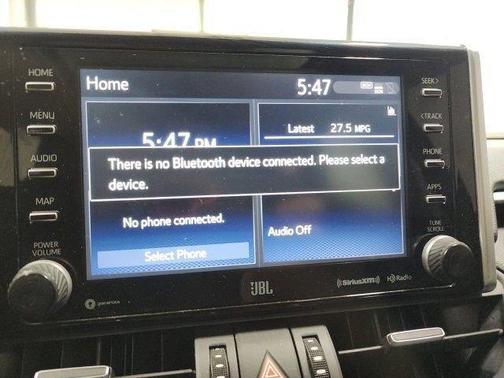 HOME
MENU
AUDIO
MAP
POWER
VOLUME
Home
5:47
5:47 PM
Latest 27.5 MPG
There is no Bluetooth device connected. Please select a
device.
No phone connected.
Select Phone
Audio Off
SEEK>
<TRACK
PHONE
APPS
TUNE
SCROLL
JBL
((SiriusXM))
HD Radio